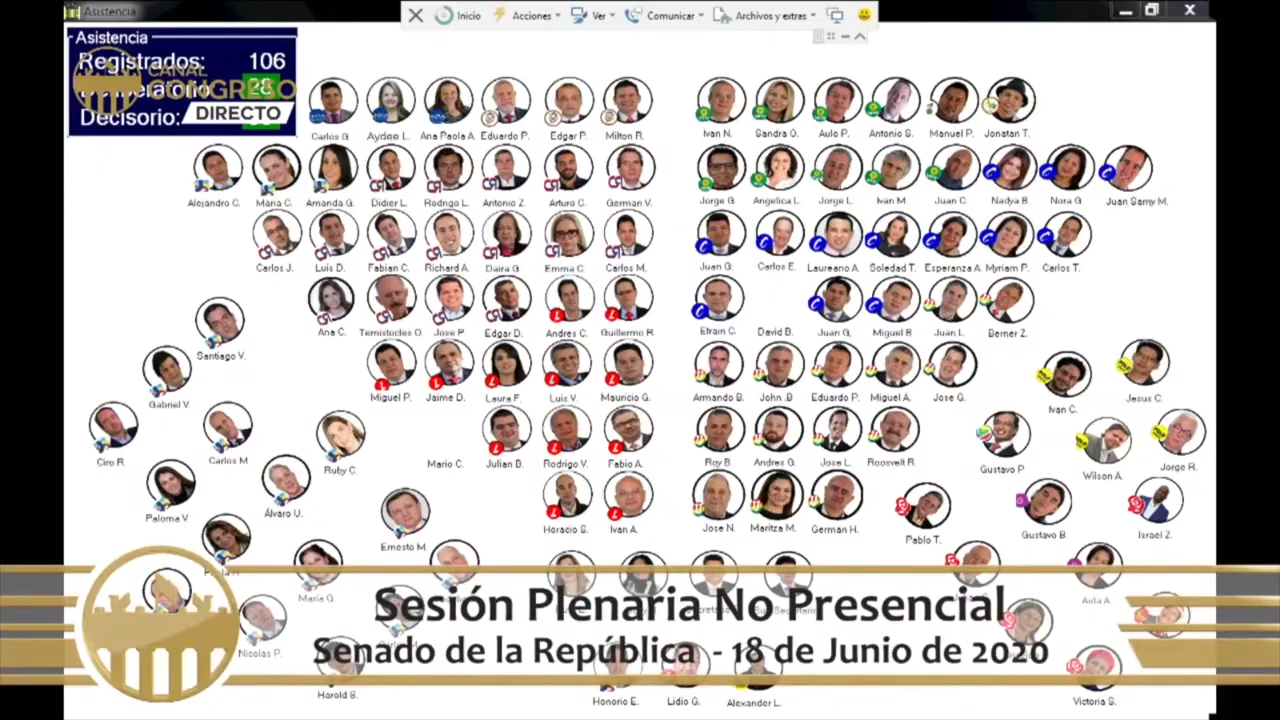 Asistencia
Inicio Acciones Ver Comunicar Archivos y extras
Asistencia
Registrados: 106
CANAL
CONGRESO
DIRECTO
Decisorio:
Carlos G Aydee L. Ana Paola A. Eduardo P. Edgar P. Milton R. Ivan N. Sandra O. Aulo P. Antonio S. Manuel P. Jonatan T.
Alejandro C. Maria C. Amanda G. Didier L. Rodrigo L. Antonio Z. Arturo C. German V. Jorge G. Angelica L. Jorge L. Ivan M Juan C. Nadya B Nora G Juan Samy M.
Carlos J. Luis D. Fabian C. Richard A. Daira G Emma C. Carlos M. Juan G. Carlos E. Laureano A. Soledad T. Esperanza A. Myriam P. Carlos T.
Ana C. Temistocles O. Jose P. Edgar D. Andres C. Guillermo R Efrain C. David B. Juan G. Miguel B Juan L. Berner Z.
Santiago V.
Miguel P. Jaime D. Laura F. Luis V. Mauricio G. Armando B. John .B Eduardo P. Miguel A. Jose G. Ivan C. Jesus C.
Gabriel V.
Ciro R. Carlos M Ruby C. Mario C. Julian B. Rodrigo V. Fabio A. Roy B. Andres G. Jose L. Roosvelt R. Gustavo P Wilson A. Jorge R.
Paloma V. Álvaro U. Horacio S. Ivan A. Jose N. Maritza M. German H. Pablo T. Gustavo B. Israel Z.
Ernesto M.
Maria G. Aida A
Sesión Plenaria No Presencial
Senado de la República - 18 de Junio de 2020
Nicolas P.
Harold S. Honorio E. Lidio G. Alexander L. Victoria S.